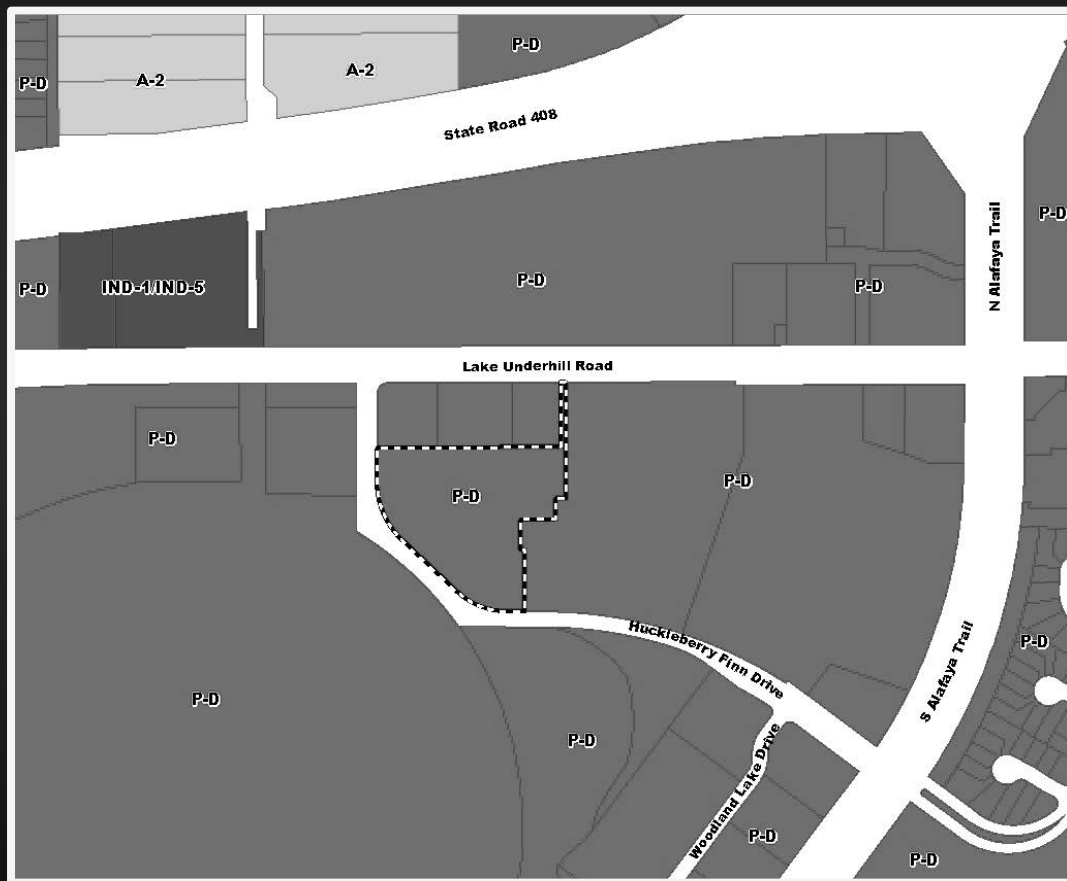 P-D
P-D
A-2
A-2
State Road 408
N Alafaya Trail
P-D
P-D
IND-1/IND-5
P-D
P-D
Lake Underhill Road
P-D
P-D
P-D
Huckleberry Finn Drive
P-D
S Alafaya Trail
P-D
P-D
Woodland Lake Drive
P-D
P-D